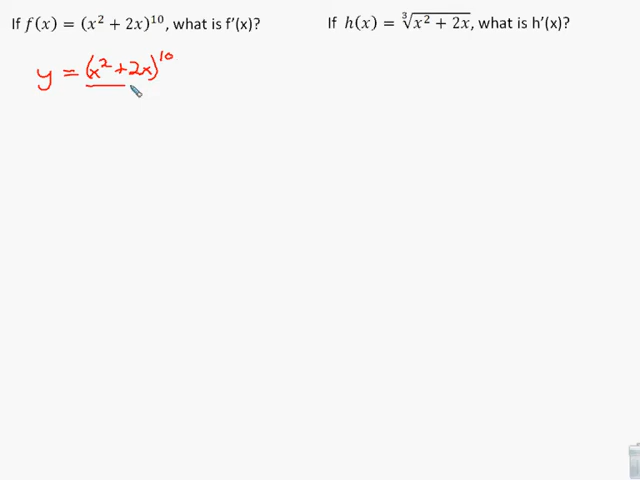 If f(x) = (x² + 2x)¹⁰, what is f'(x)?
If h(x) = ∛(x² + 2x), what is h'(x)?
y = (x² + 2x)¹⁰